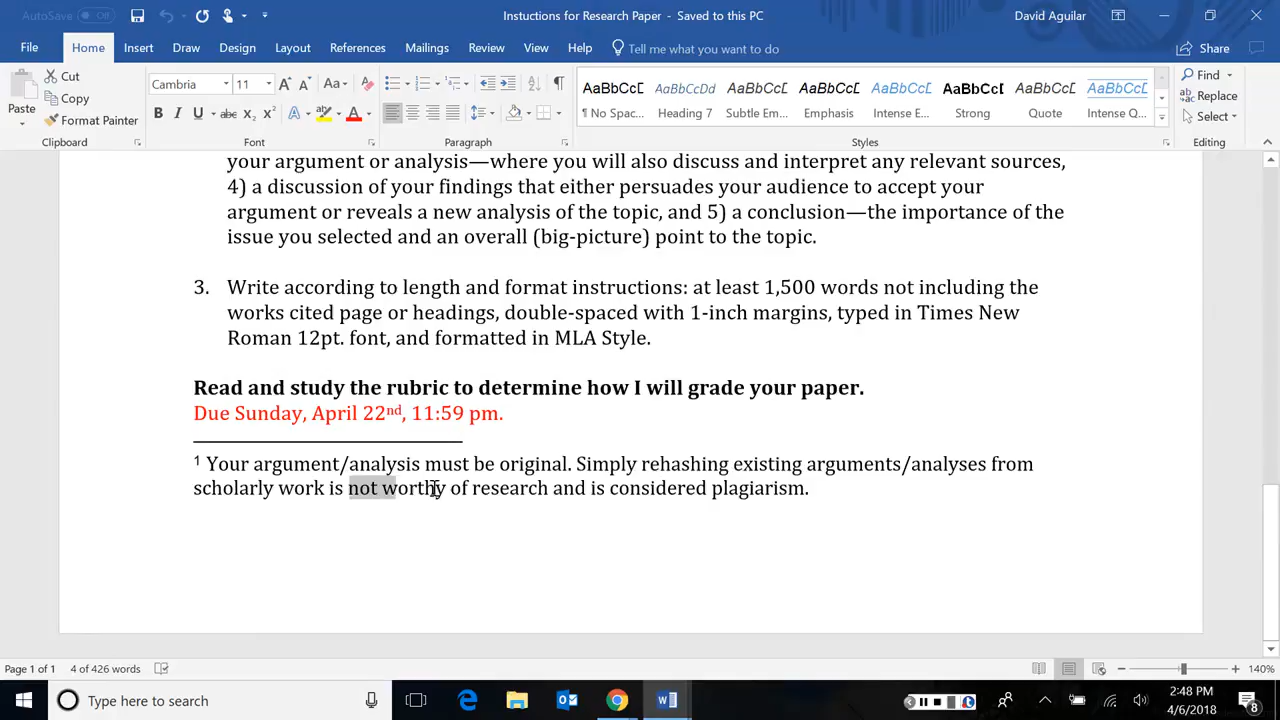 AutoSave Off
Instuctions for Research Paper - Saved to this PC
David Aguilar
File Home Insert Draw Design Layout References Mailings Review View Help Tell me what you want to do Share
Paste
Cut
Copy
Format Painter
Clipboard
Cambria 11
B I U abc x₂ x²
Font
Paragraph
AaBbCcD AaBbCcDd AaBbCcD AaBbCcD AaBbCcD AaBbCcD AaBbCcD AaBbCcD
¶ No Spac... Heading 7 Subtle Em... Emphasis Intense E... Strong Quote Intense Q...
Styles
Find
Replace
Select
Editing
your argument or analysis—where you will also discuss and interpret any relevant sources,
4) a discussion of your findings that either persuades your audience to accept your
argument or reveals a new analysis of the topic, and 5) a conclusion—the importance of the
issue you selected and an overall (big-picture) point to the topic.
3. Write according to length and format instructions: at least 1,500 words not including the
works cited page or headings, double-spaced with 1-inch margins, typed in Times New
Roman 12pt. font, and formatted in MLA Style.
Read and study the rubric to determine how I will grade your paper.
Due Sunday, April 22nd, 11:59 pm.
1 Your argument/analysis must be original. Simply rehashing existing arguments/analyses from
scholarly work is not worthy of research and is considered plagiarism.
Page 1 of 1 4 of 426 words 140%
Type here to search
2:48 PM
4/6/2018
8